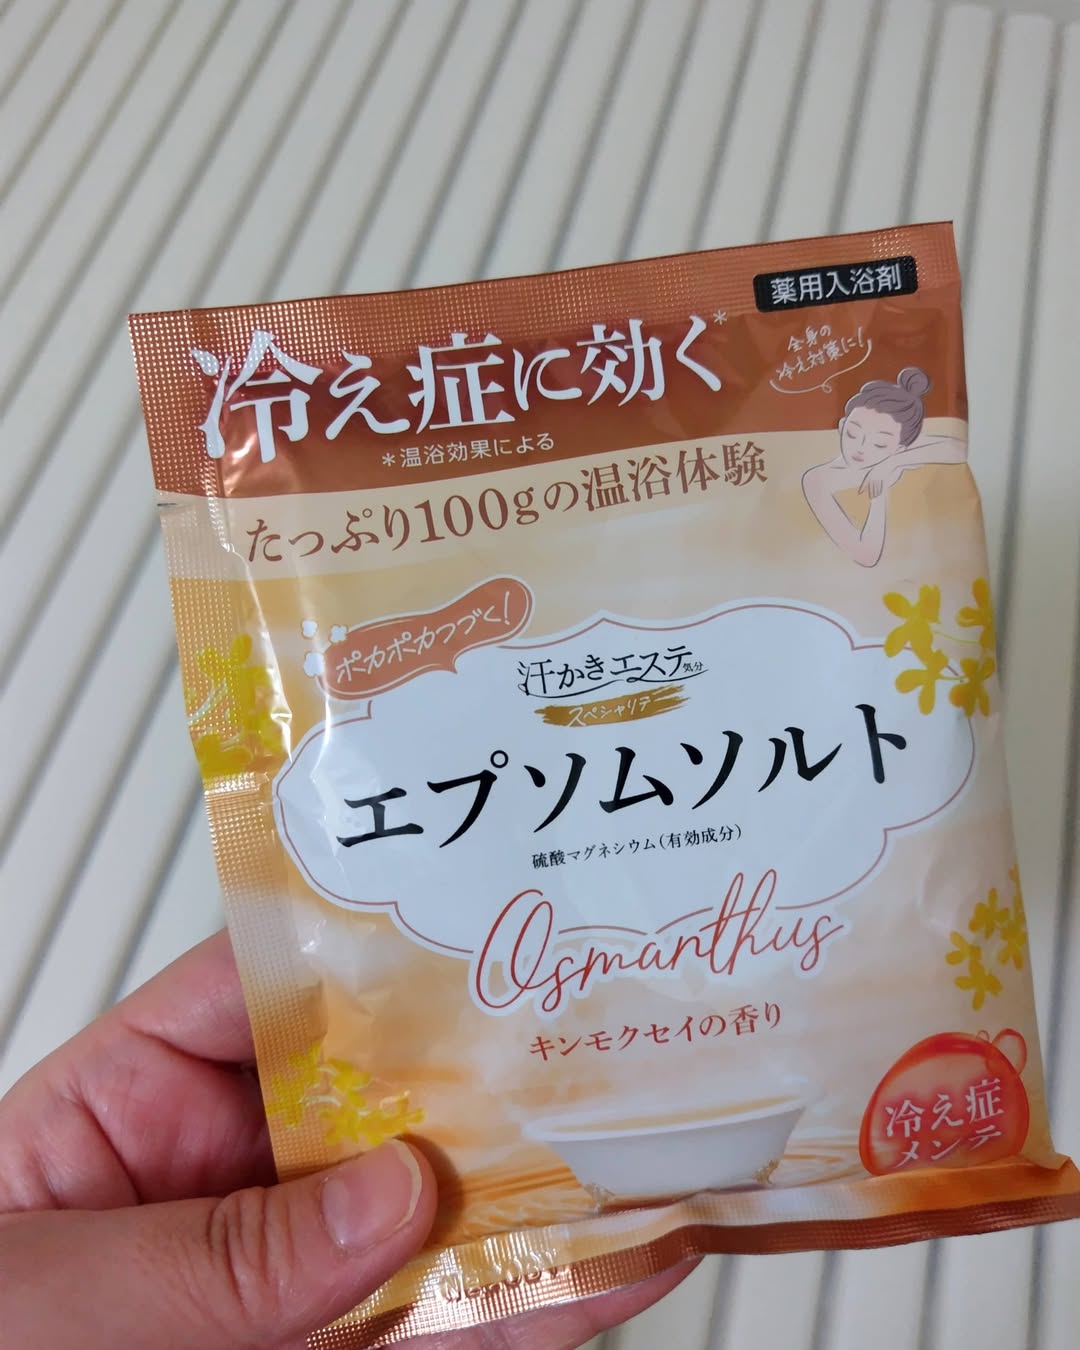 薬用入浴剤
冷え症に効く*
*温浴効果による
全身の
冷え対策に!
たっぷり100gの温浴体験
ポカポカつづく!
汗かきエステ気分
スペシャリテ
エプソムソルト
硫酸マグネシウム(有効成分)
Osmanthus
キンモクセイの香り
冷え症
メンテ